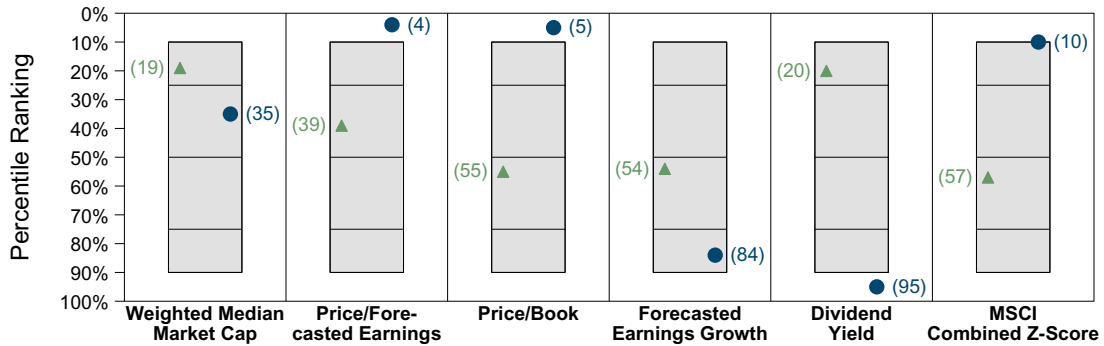 Percentile Ranking
0%
10%
20%
30%
40%
50%
60%
70%
80%
90%
100%
(19)
(35)
(4)
(39)
(5)
(55)
(54)
(84)
(20)
(95)
(10)
(57)
Weighted Median
Market Cap
Price/Fore-
casted Earnings
Price/Book
Forecasted
Earnings Growth
Dividend
Yield
MSCI
Combined Z-Score